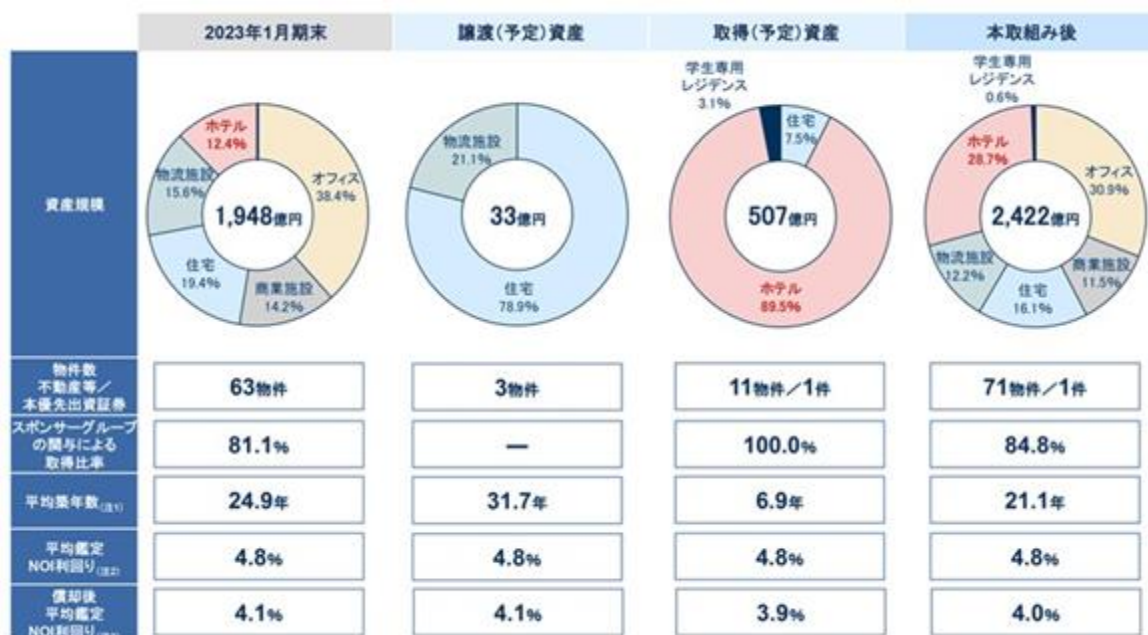 2023年1月期末
譲渡(予定)資産
取得(予定)資産
本取組み後
資産規模
ホテル
12.4%
物流施設
15.6%
オフィス
38.4%
1,948億円
住宅
19.4%
商業施設
14.2%
物流施設
21.1%
33億円
住宅
78.9%
学生専用
レジデンス
3.1%
住宅
7.5%
507億円
ホテル
89.5%
学生専用
レジデンス
0.6%
ホテル
28.7%
オフィス
30.9%
2,422億円
物流施設
12.2%
商業施設
11.5%
住宅
16.1%
物件数
不動産等/
本優先出資証券
63物件
3物件
11物件/1件
71物件/1件
スポンサーグループ
の関与による
取得比率
81.1%
—
100.0%
84.8%
平均築年数(注1)
24.9年
31.7年
6.9年
21.1年
平均鑑定
NOI利回り(注2)
4.8%
4.8%
4.8%
4.8%
償却後
平均鑑定
NOI利回り
4.1%
4.1%
3.9%
4.0%